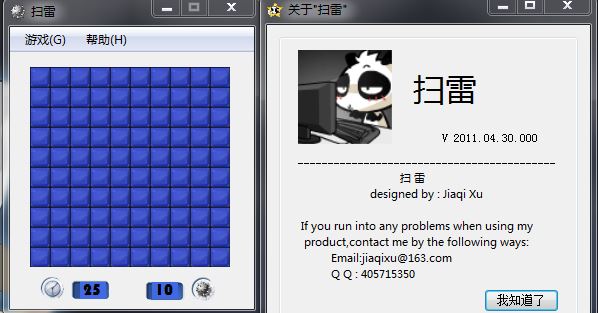 扫雷
游戏(G) 帮助(H)
25 10
关于"扫雷"
扫雷
V 2011.04.30.000
扫 雷
designed by : Jiaqi Xu
If you run into any problems when using my
product,contact me by the following ways:
Email:jiaqixu@163.com
Q Q : 405715350
我知道了